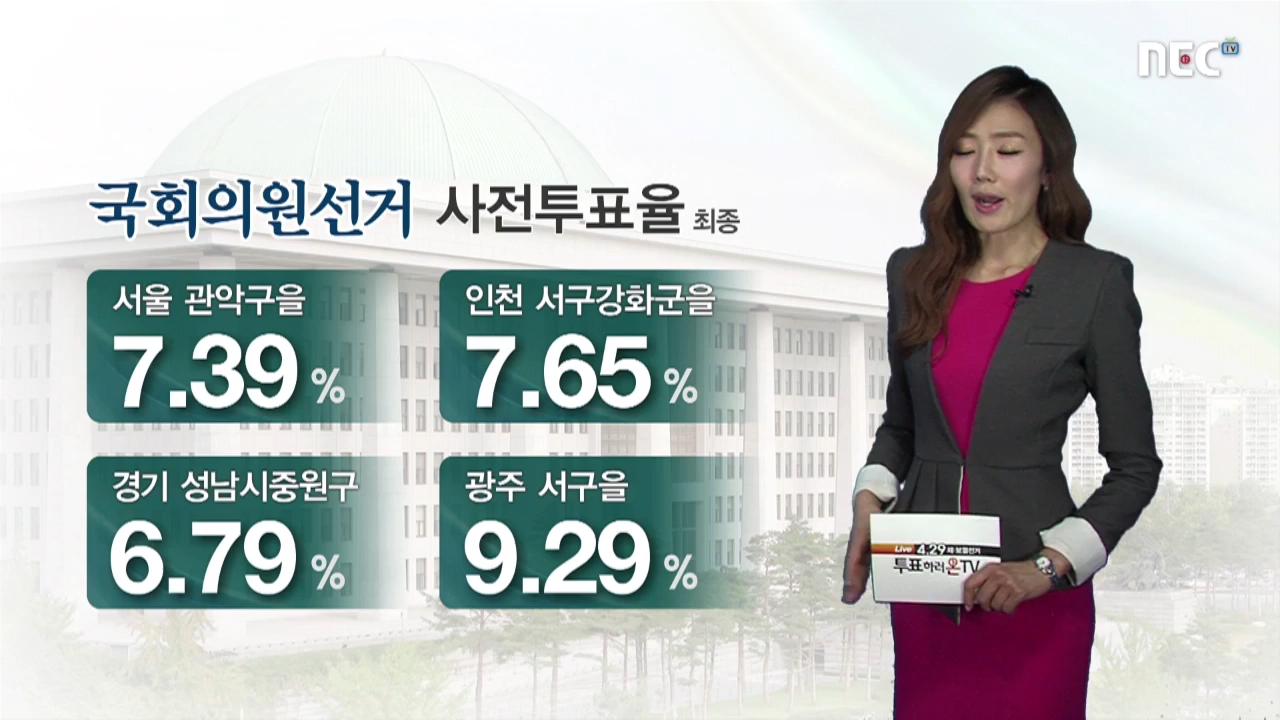 NEC TV
국회의원선거 사전투표율 최종
서울 관악구을
7.39 %
인천 서구강화군을
7.65 %
경기 성남시중원구
6.79 %
광주 서구을
9.29 %
Live 4.29 재·보궐선거
투표하러 온TV